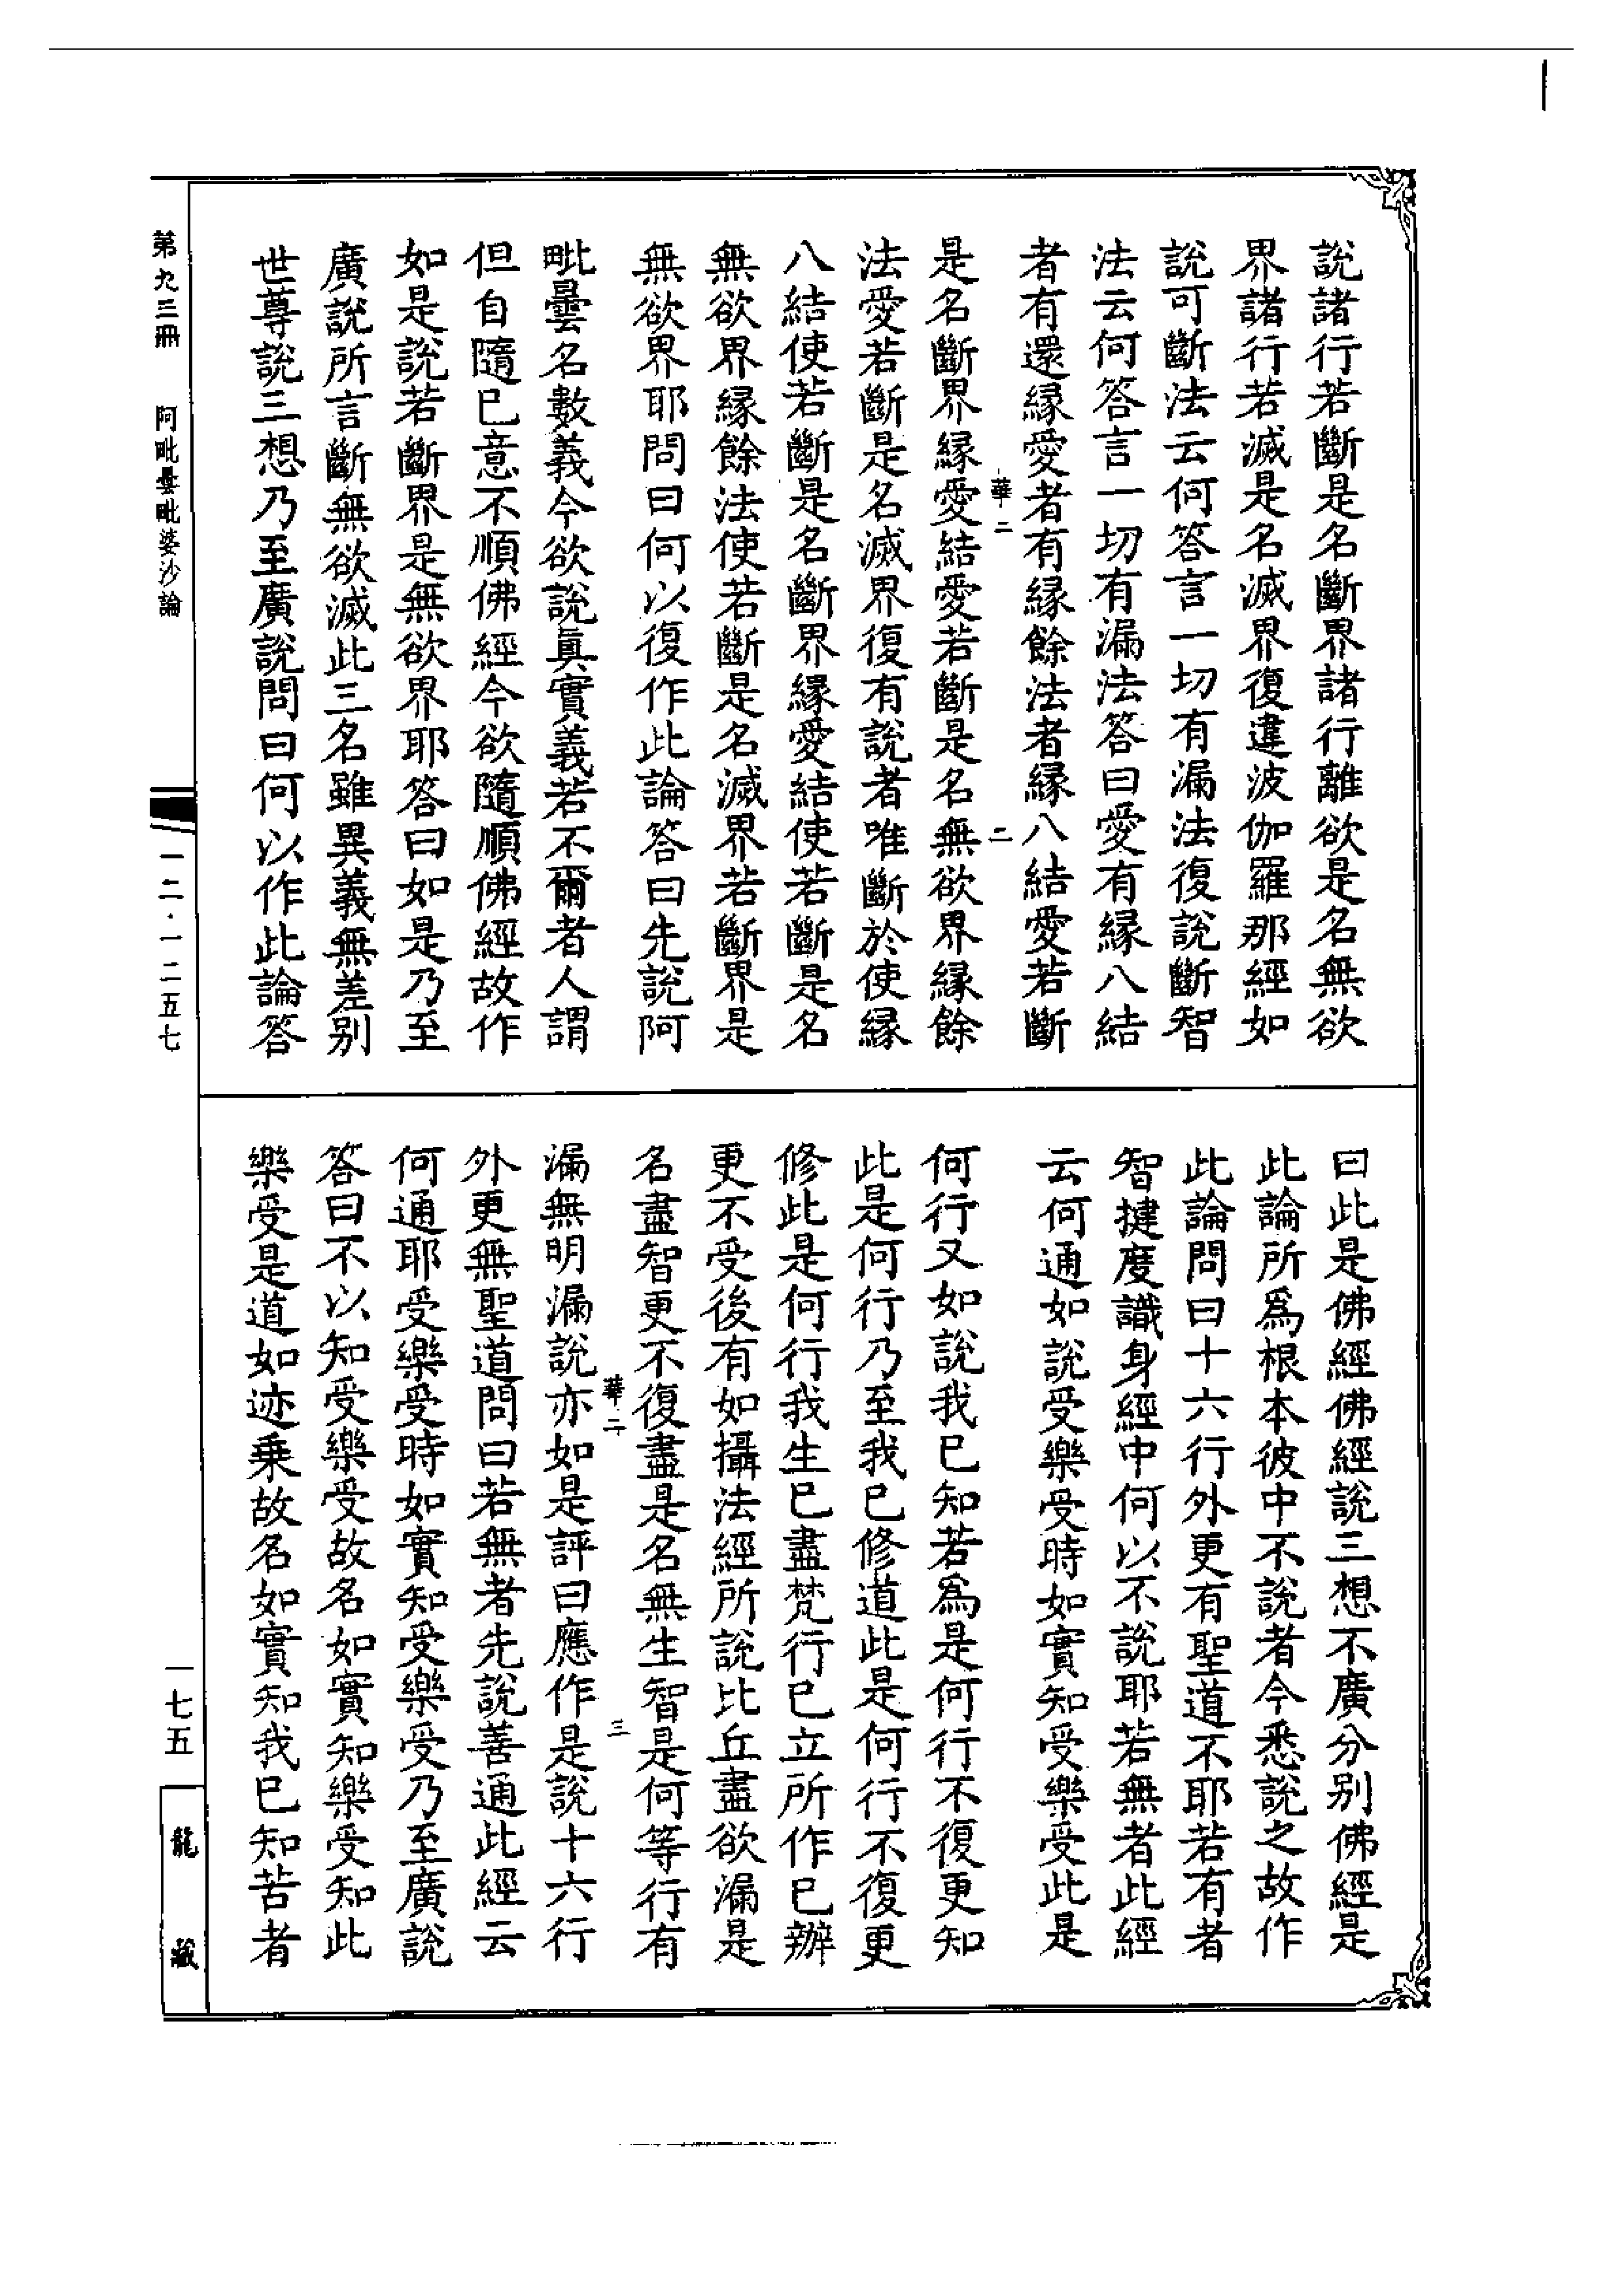 說諸行若斷是名斷界諸行離欲是名無欲
界諸行若滅是名滅界復違波伽羅那經如
說可斷法云何答言一切有漏法復說斷智
法云何答言一切有漏法答曰愛有緣八結
者有還緣愛者有緣餘法者緣八結愛若斷
華二
二
是名斷界緣愛結愛若斷是名無欲界緣餘
法愛若斷是名滅界復有說者唯斷於使緣
八結使若斷是名斷界緣愛結使若斷是名
無欲界緣餘法使若斷是名滅界若斷界是
無欲界耶問曰何以復作此論答曰先說阿
毗曇名數義今欲說眞實義若不爾者人謂
但自隨已意不順佛經今欲隨順佛經故作
如是說若斷界是無欲界耶答曰如是乃至
廣說所言斷無欲滅此三名雖異義無差別
世尊說三想乃至廣說問曰何以作此論答
曰此是佛經佛經說三想不廣分別佛經是
此論所爲根本彼中不說者今悉說之故作
此論問曰十六行外更有聖道不耶若有者
智揵度識身經中何以不說耶若無者此經
云何通如說受樂受時如實知受樂受此是
何行又如說我已知若爲是何行不復更知
此是何行乃至我已修道此是何行不復更
修此是何行我生已盡梵行已立所作已辦
更不受後有如攝法經所說比丘盡欲漏是
名盡智更不復盡是名無生智是何等行有
華二
三
漏無明漏說亦如是評曰應作是說十六行
外更無聖道問曰若無者先說善通此經云
何通耶受樂受時如實知受樂受乃至廣說
答曰不以知受樂受故名如實知樂受知此
樂受是道如迹乘故名如實知我已知苦者
第九三冊 阿毗曇毗婆沙論
一二·一二五七
一七五
龍藏